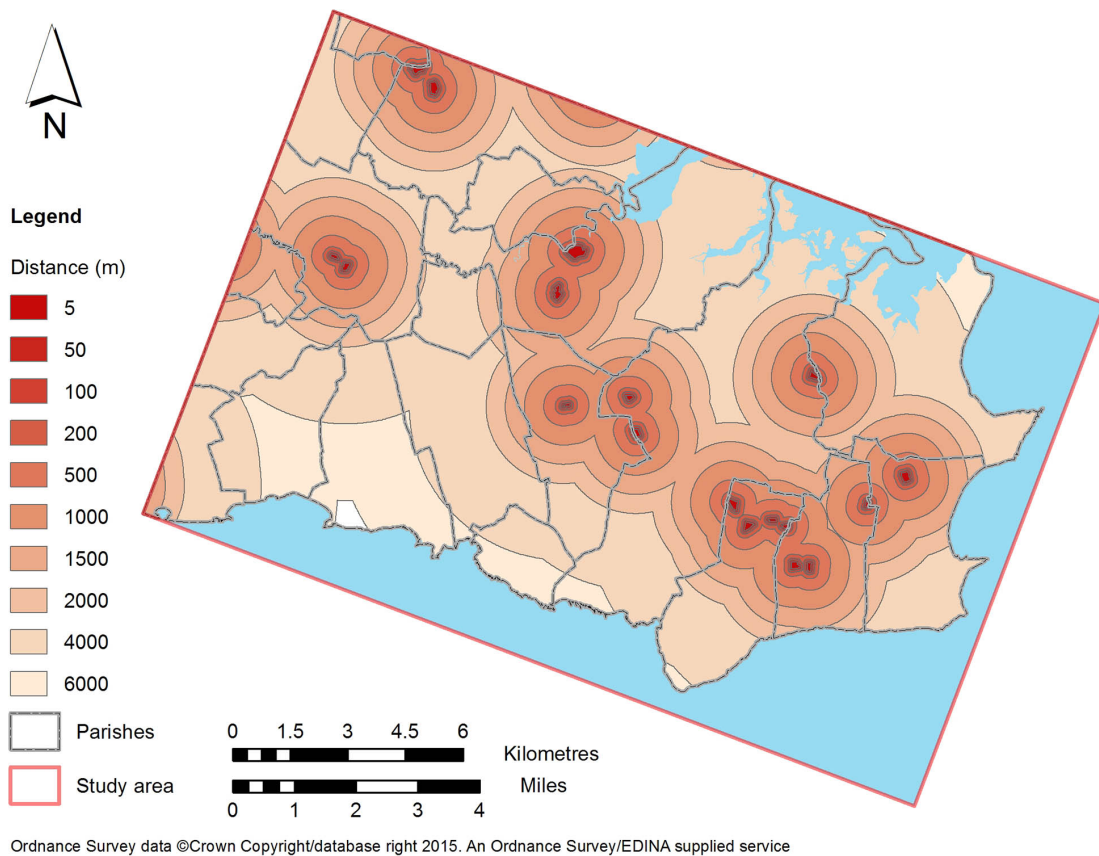 N
Legend
Distance (m)
5
50
100
200
500
1000
1500
2000
4000
6000
Parishes
Study area
0 1.5 3 4.5 6
Kilometres
Miles
0 1 2 3 4
Ordnance Survey data ©Crown Copyright/database right 2015. An Ordnance Survey/EDINA supplied service